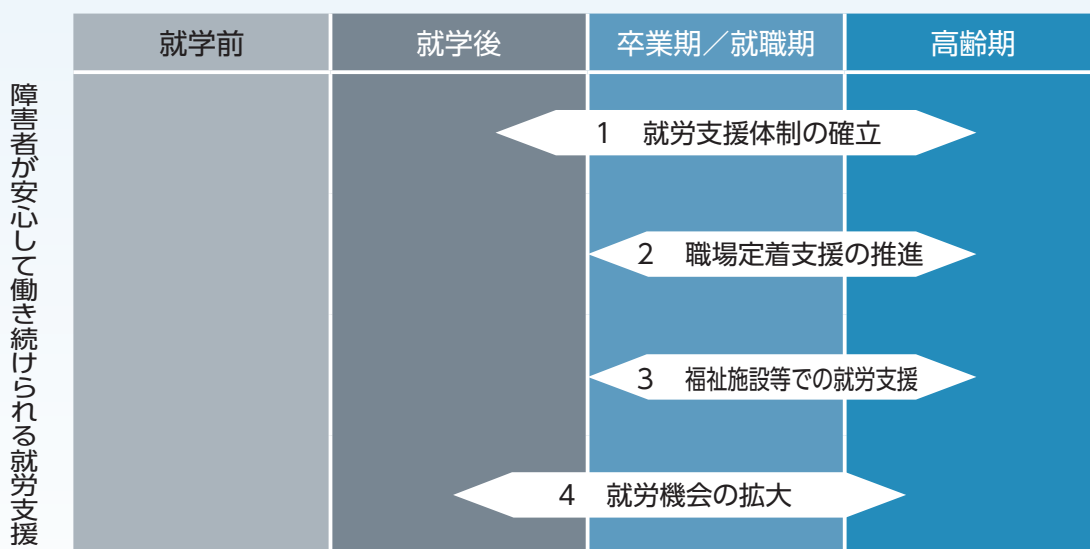 就学前
就学後
卒業期／就職期
高齢期
障害者が安心して働き続けられる就労支援
1 就労支援体制の確立
2 職場定着支援の推進
3 福祉施設等での就労支援
4 就労機会の拡大